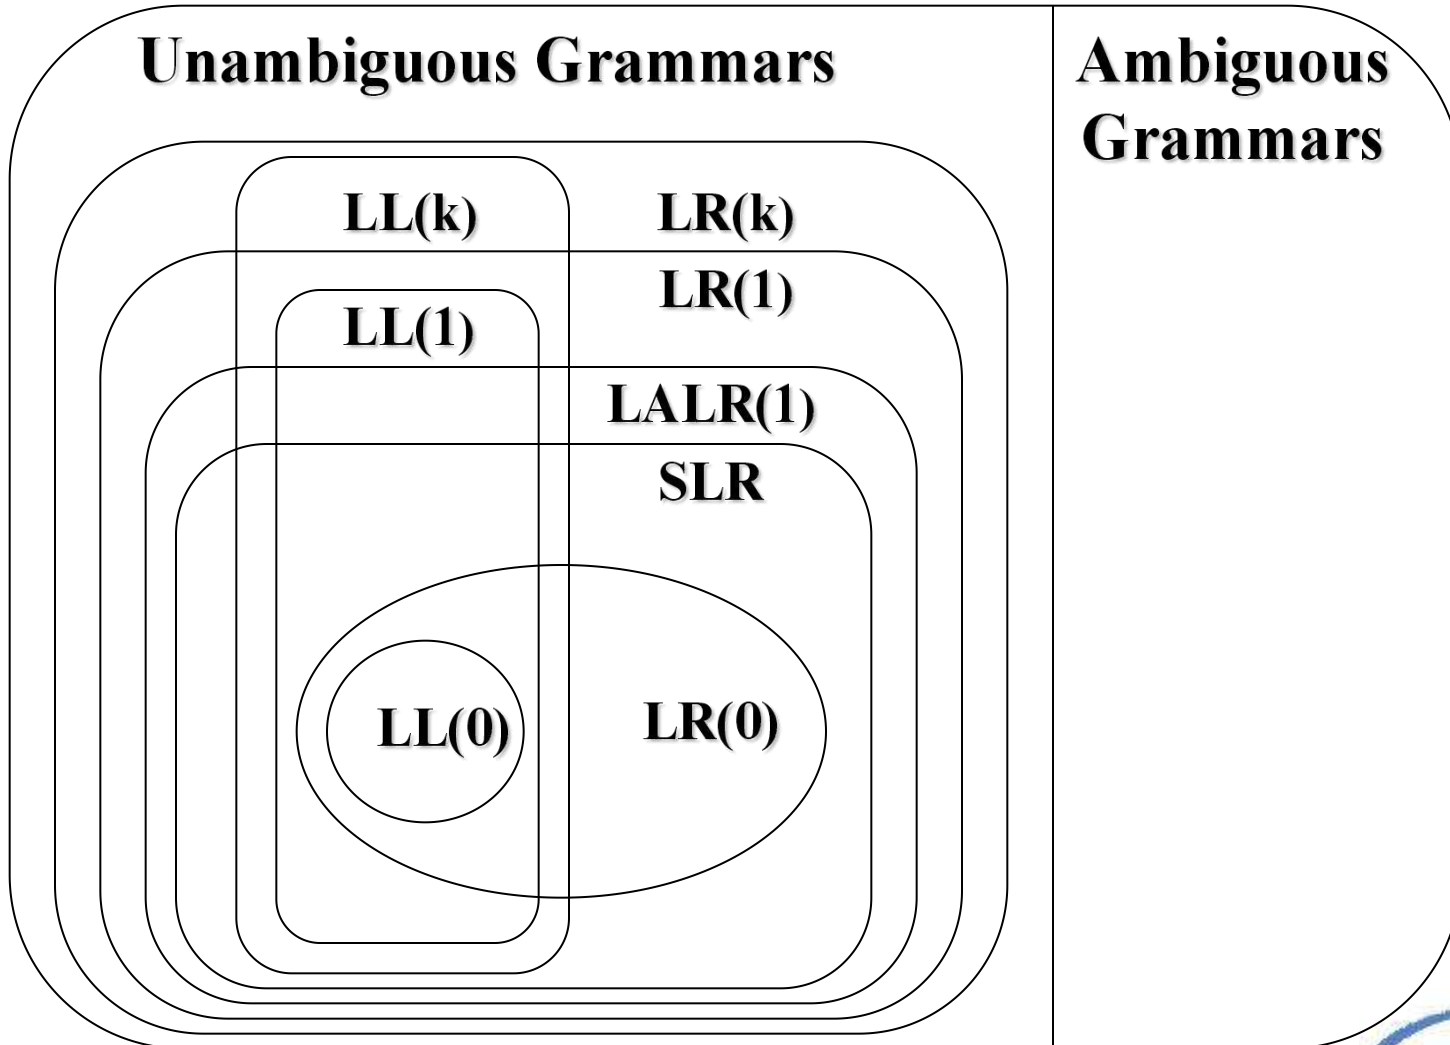 Unambiguous Grammars
Ambiguous
Grammars
LL(k)
LR(k)
LR(1)
LL(1)
LALR(1)
SLR
LL(0)
LR(0)